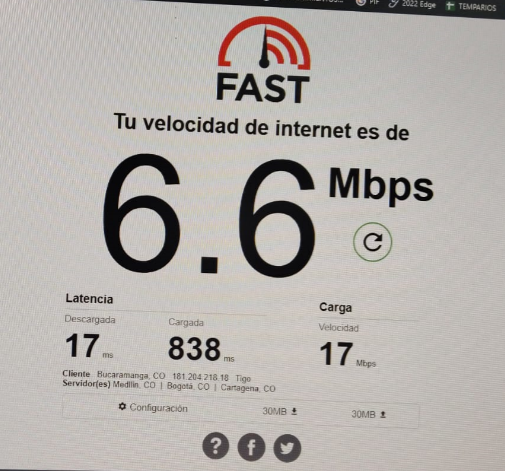 PIF 2022 Edge TEMPARIOS
FAST
Tu velocidad de internet es de
6.6 Mbps
Latencia
Descargada Cargada
17 ms 838 ms
Carga
Velocidad
17 Mbps
Cliente Bucaramanga, CO 181.204.216.18 Tigo
Servidor(es) Medillin, CO | Bogotá, CO | Cartagena, CO
Configuración 30MB 30MB
?